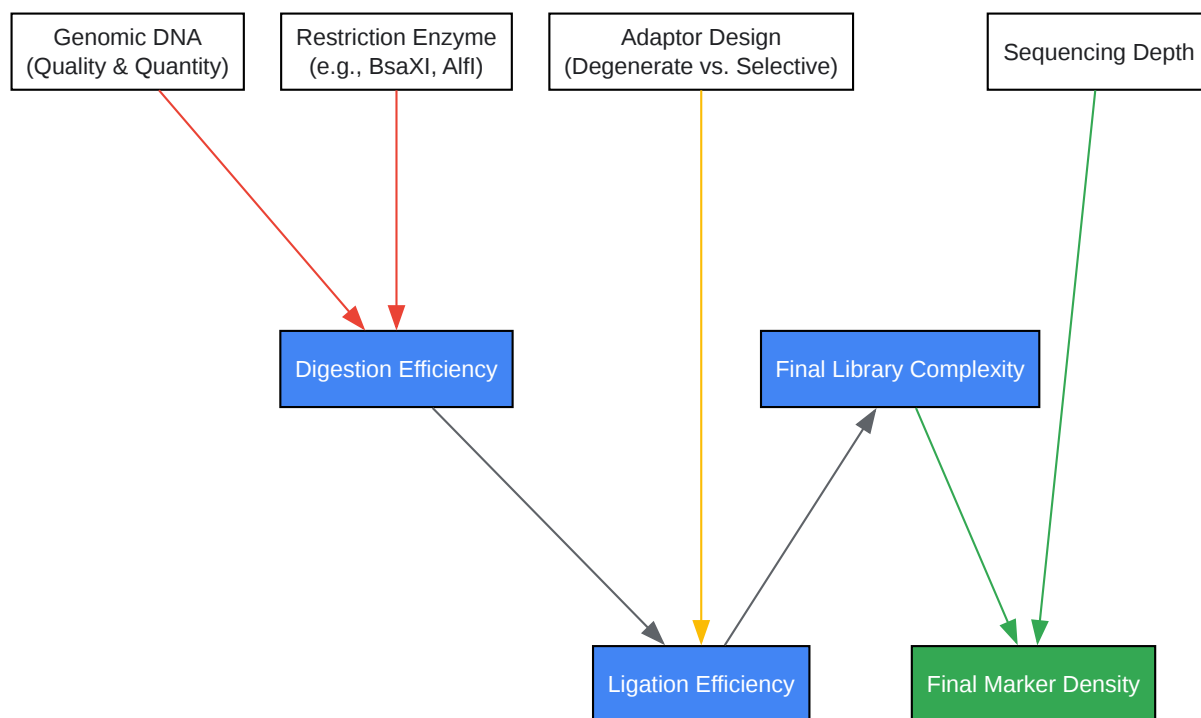 Genomic DNA
(Quality & Quantity)
Restriction Enzyme
(e.g., BsaXI, AlfI)
Adaptor Design
(Degenerate vs. Selective)
Sequencing Depth
Digestion Efficiency
Final Library Complexity
Ligation Efficiency
Final Marker Density